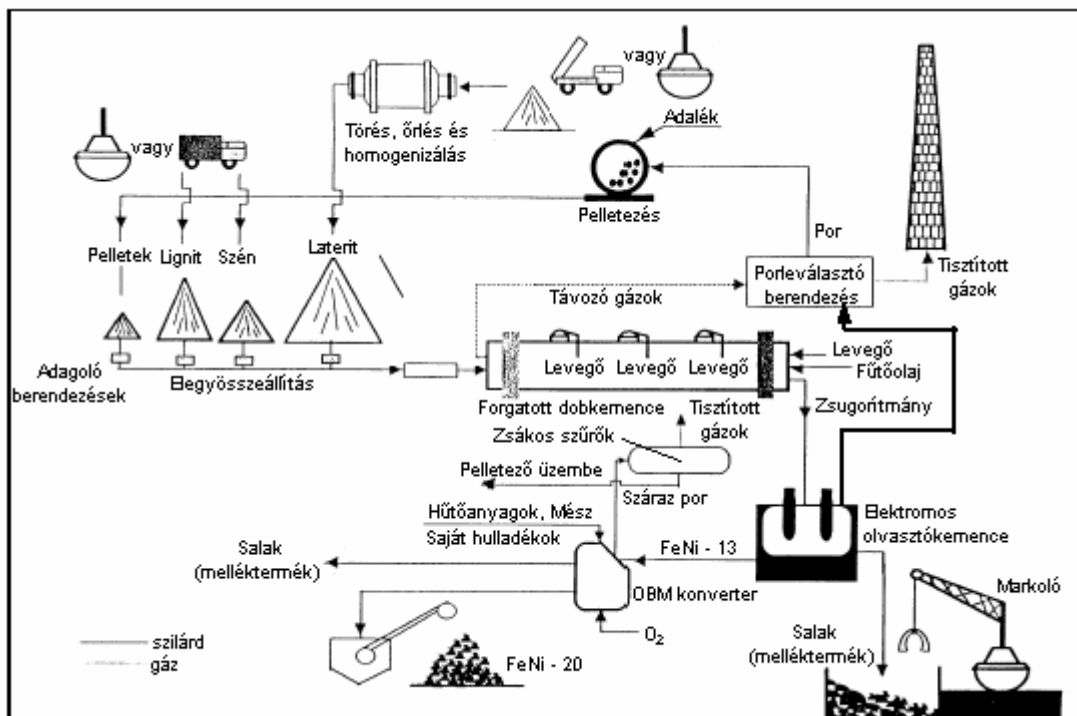 vagy
vagy
Adalék
Törés, őrlés és
homogenizálás
Pelletezés
Por
Pelletek
Lignit
Szén
Laterit
Tisztított
gázok
Porleválasztó
berendezés
Távozó gázok
Levegő
Levegő
Levegő
Levegő
Fűtőolaj
Adagoló
berendezések
Elegyösszeállítás
Forgatott dobkemence
Tisztított
gázok
Zsugorítmány
Zsákos szűrők
Pelletező üzembe
Száraz por
Hűtőanyagok, Mész
Saját hulladékok
Elektromos
olvasztókemence
FeNi - 13
Salak
(melléktermék)
OBM konverter
Markoló
O2
Salak
(melléktermék)
szilárd
gáz
FeNi - 20